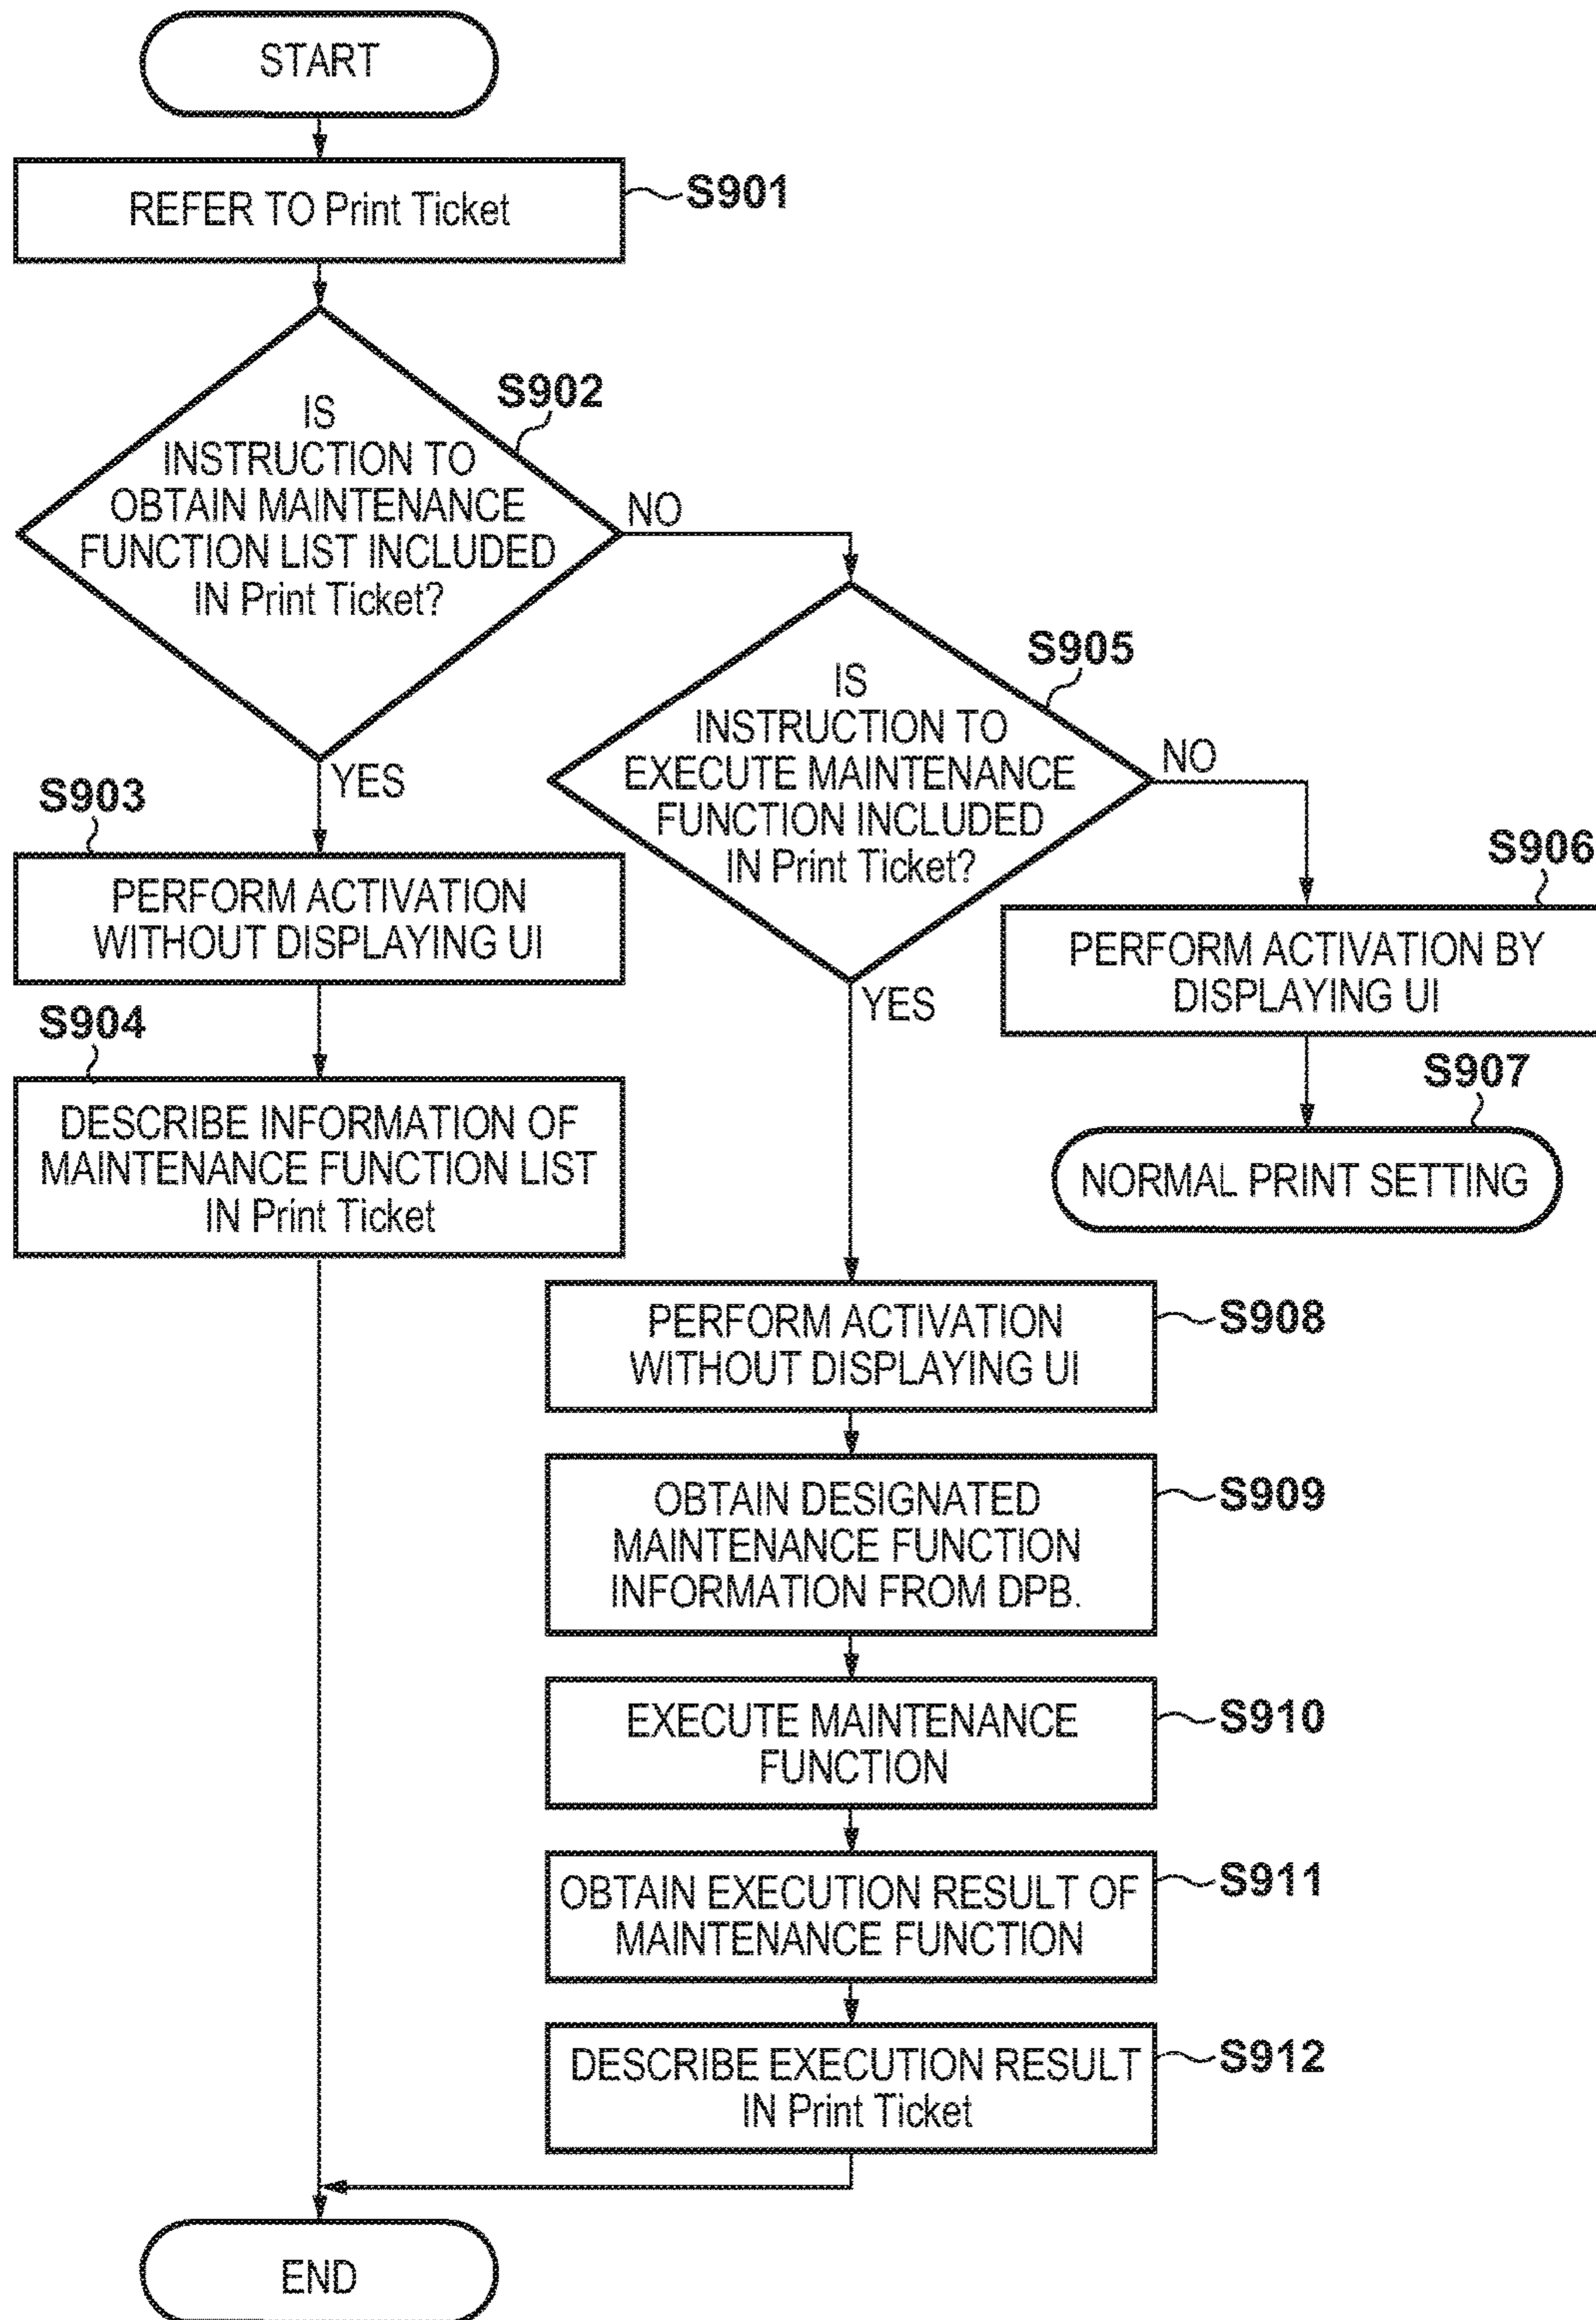 START
REFER TO Print Ticket
S901
S902
IS
INSTRUCTION TO
OBTAIN MAINTENANCE
FUNCTION LIST INCLUDED
IN Print Ticket?
NO
YES
S903
PERFORM ACTIVATION
WITHOUT DISPLAYING UI
S904
DESCRIBE INFORMATION OF
MAINTENANCE FUNCTION LIST
IN Print Ticket
S905
IS
INSTRUCTION TO
EXECUTE MAINTENANCE
FUNCTION INCLUDED
IN Print Ticket?
NO
YES
S906
PERFORM ACTIVATION BY
DISPLAYING UI
S907
NORMAL PRINT SETTING
PERFORM ACTIVATION
WITHOUT DISPLAYING UI
S908
OBTAIN DESIGNATED
MAINTENANCE FUNCTION
INFORMATION FROM DPB.
S909
EXECUTE MAINTENANCE
FUNCTION
S910
OBTAIN EXECUTION RESULT OF
MAINTENANCE FUNCTION
S911
DESCRIBE EXECUTION RESULT
IN Print Ticket
S912
END